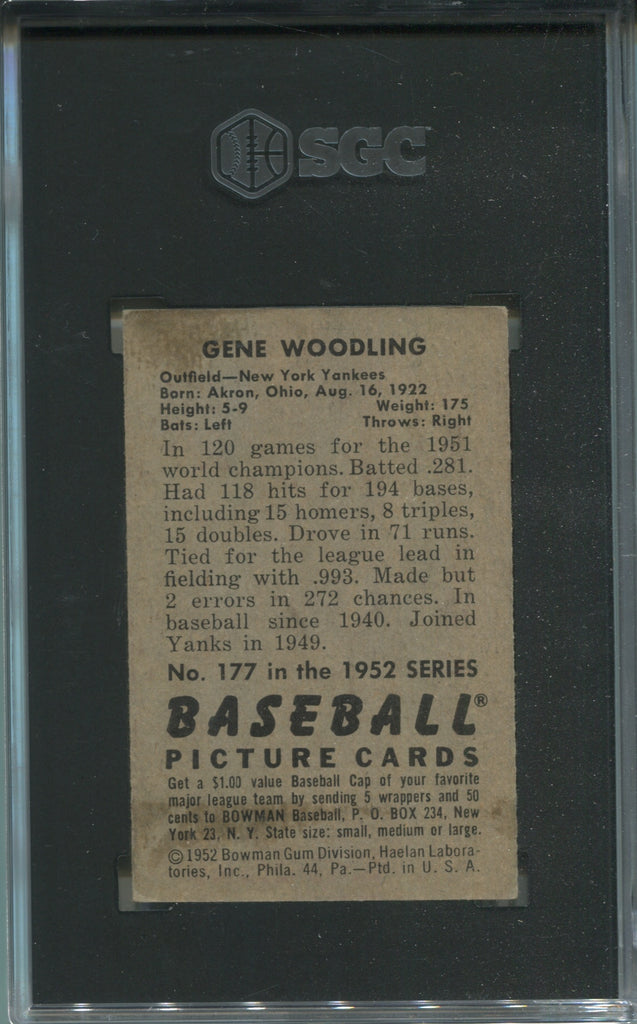 SGC
GENE WOODLING
Outfield—New York Yankees
Born: Akron, Ohio, Aug. 16, 1922
Height: 5-9 Weight: 175
Bats: Left Throws: Right
In 120 games for the 1951
world champions. Batted .281.
Had 118 hits for 194 bases,
including 15 homers, 8 triples,
15 doubles. Drove in 71 runs.
Tied for the league lead in
fielding with .993. Made but
2 errors in 272 chances. In
baseball since 1940. Joined
Yanks in 1949.
No. 177 in the 1952 SERIES
BASEBALL®
PICTURE CARDS
Get a $1.00 value Baseball Cap of your favorite
major league team by sending 5 wrappers and 50
cents to BOWMAN Baseball, P. O. BOX 234, New
York 23, N. Y. State size: small, medium or large.
©1952 Bowman Gum Division, Haelan Labora-
tories, Inc., Phila. 44, Pa.—Ptd. in U. S. A.